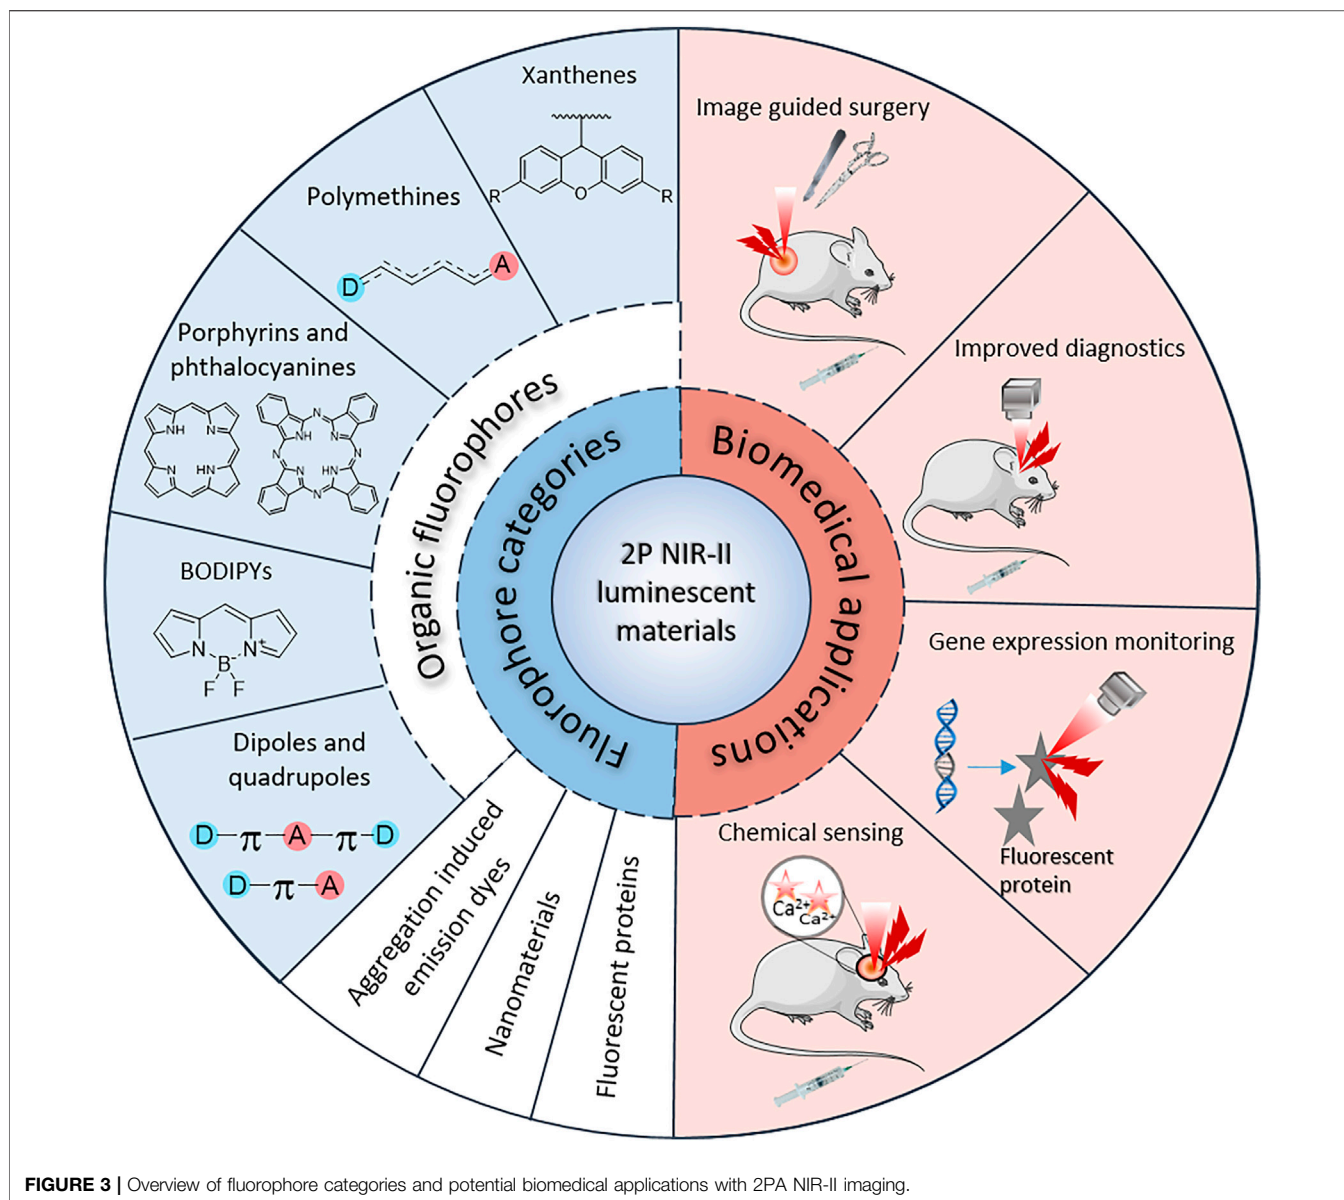 Xanthenes
R
O
R
Polymethines
D
A
Porphyrins and
phthalocyanines
NH
N
N
HN
N
N
N
NH
N
N
N
N
HN
N
N
N
BODIPYs
N
B-
N+
F
F
Dipoles and
quadrupoles
D
π
A
π
D
D
π
A
Organic fluorophores
Fluorophore categories
Aggregation induced
emission dyes
Nanomaterials
Fluorescent proteins
2P NIR-II
luminescent
materials
Biomedical applications
Image guided surgery
Improved diagnostics
Gene expression monitoring
Fluorescent
protein
Chemical sensing
Ca2+
Ca2+
FIGURE 3 | Overview of fluorophore categories and potential biomedical applications with 2PA NIR-II imaging.